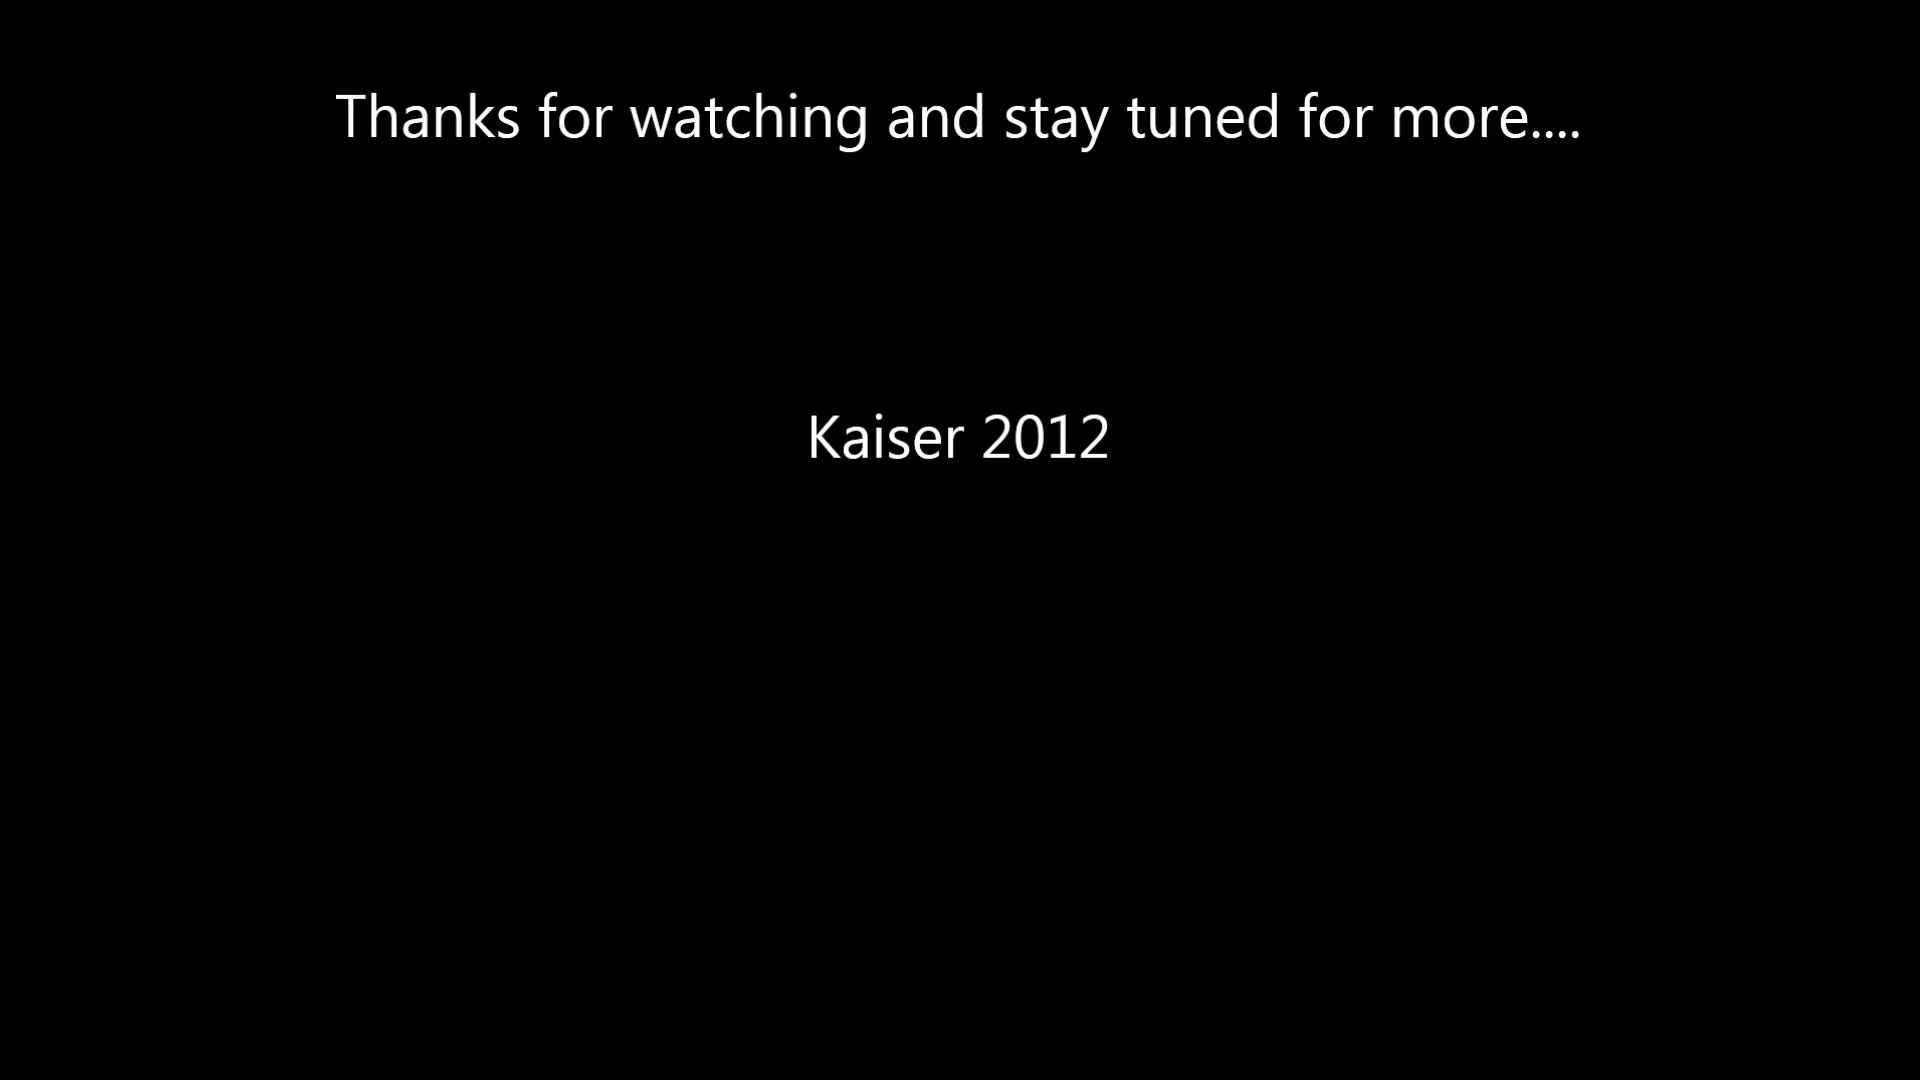 Thanks for watching and stay tuned for more....
Kaiser 2012